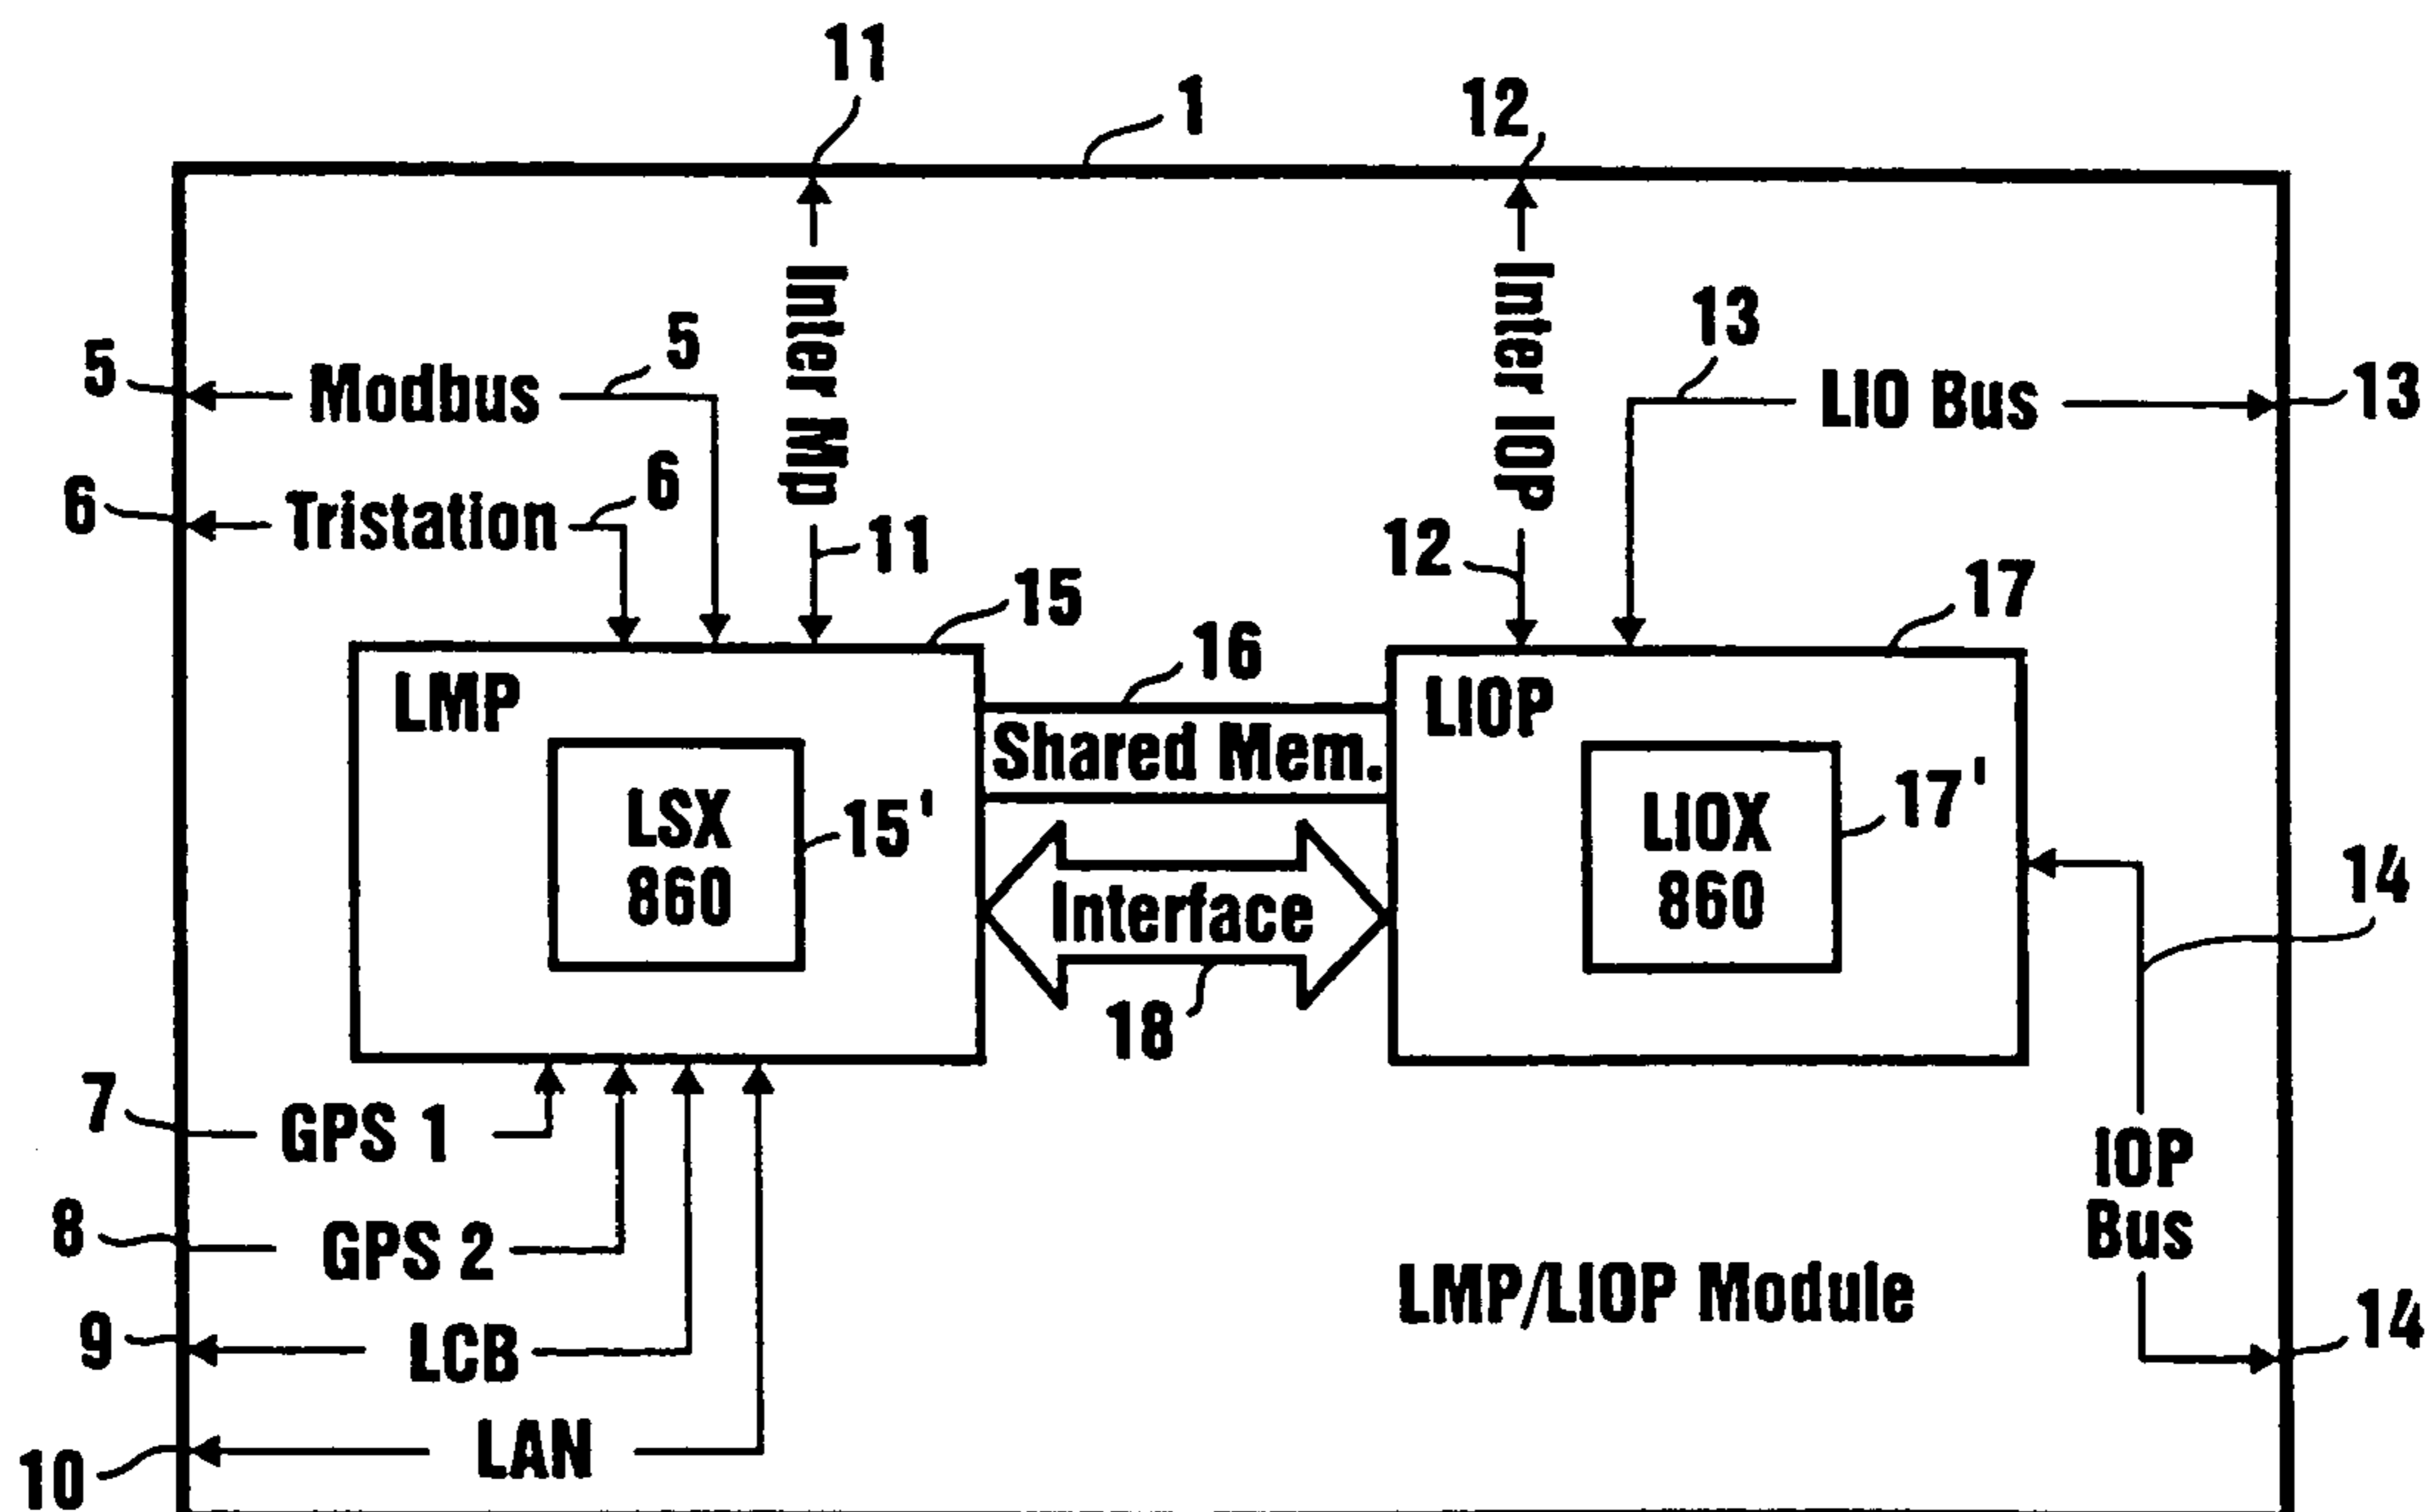 11
1
12
Inter Mp
Inter IOP
5
Modbus
5
13
LIO Bus
13
6
Tristation
6
11
12
15
16
17
LMP
Shared Mem.
LIOP
LSX
860
15'
Interface
LIOX
860
17'
14
18
7
GPS 1
8
GPS 2
9
LCB
10
LAN
IOP
Bus
LMP/LIOP Module
14